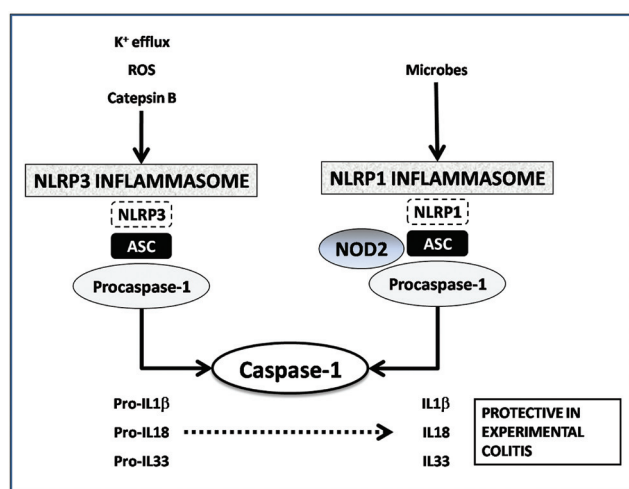 K⁺ efflux
ROS
Catepsin B
Microbes
NLRP3 INFLAMMASOME
NLRP1 INFLAMMASOME
NLRP3
NLRP1
ASC
NOD2
ASC
Procaspase-1
Procaspase-1
Caspase-1
Pro-IL1β
IL1β
Pro-IL18
IL18
Pro-IL33
IL33
PROTECTIVE IN
EXPERIMENTAL
COLITIS